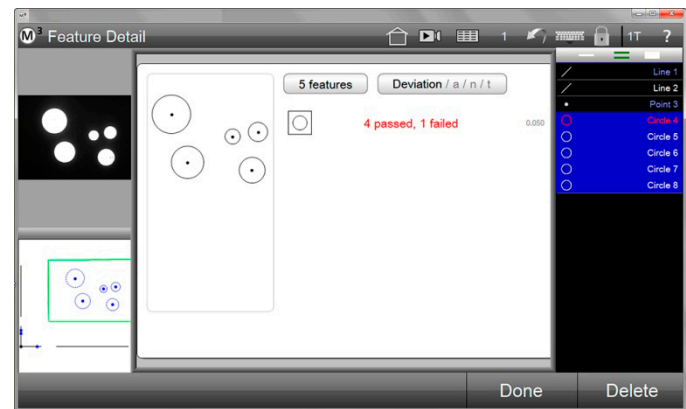 M3 Feature Detail
1
1T
?
5 features
Deviation / a / n / t
4 passed, 1 failed
0.050
Line 1
Line 2
Point 3
Circle 4
Circle 5
Circle 6
Circle 7
Circle 8
Done
Delete